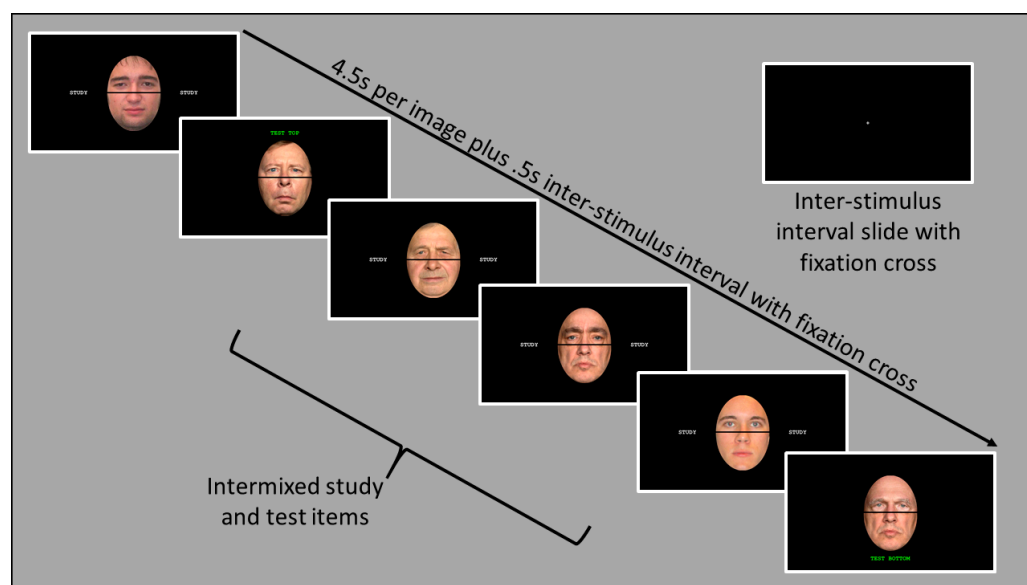 STUDY STUDY
TEST TOP
STUDY STUDY
STUDY STUDY
STUDY STUDY
TEST BOTTOM
4.5s per image plus .5s inter-stimulus interval with fixation cross
Inter-stimulus
interval slide with
fixation cross
Intermixed study
and test items